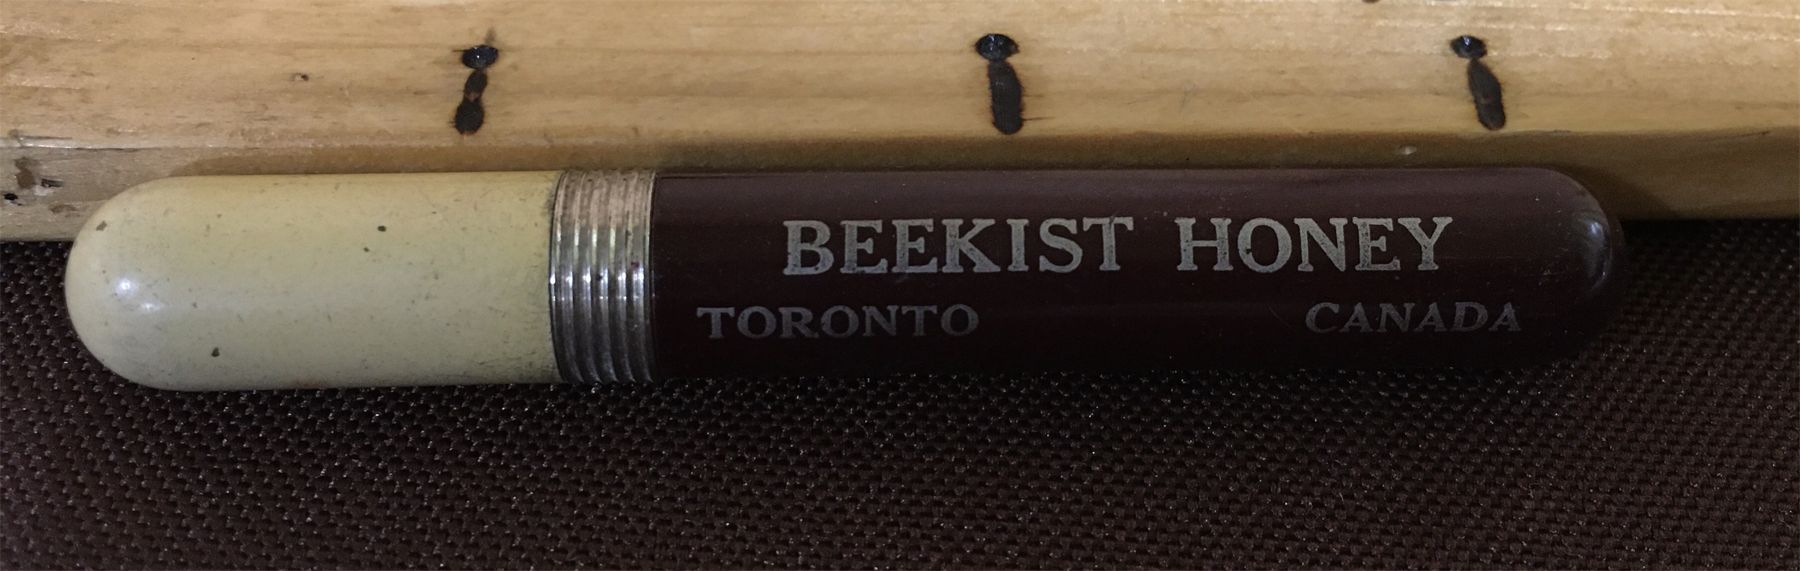 BEEKIST HONEY
TORONTO CANADA